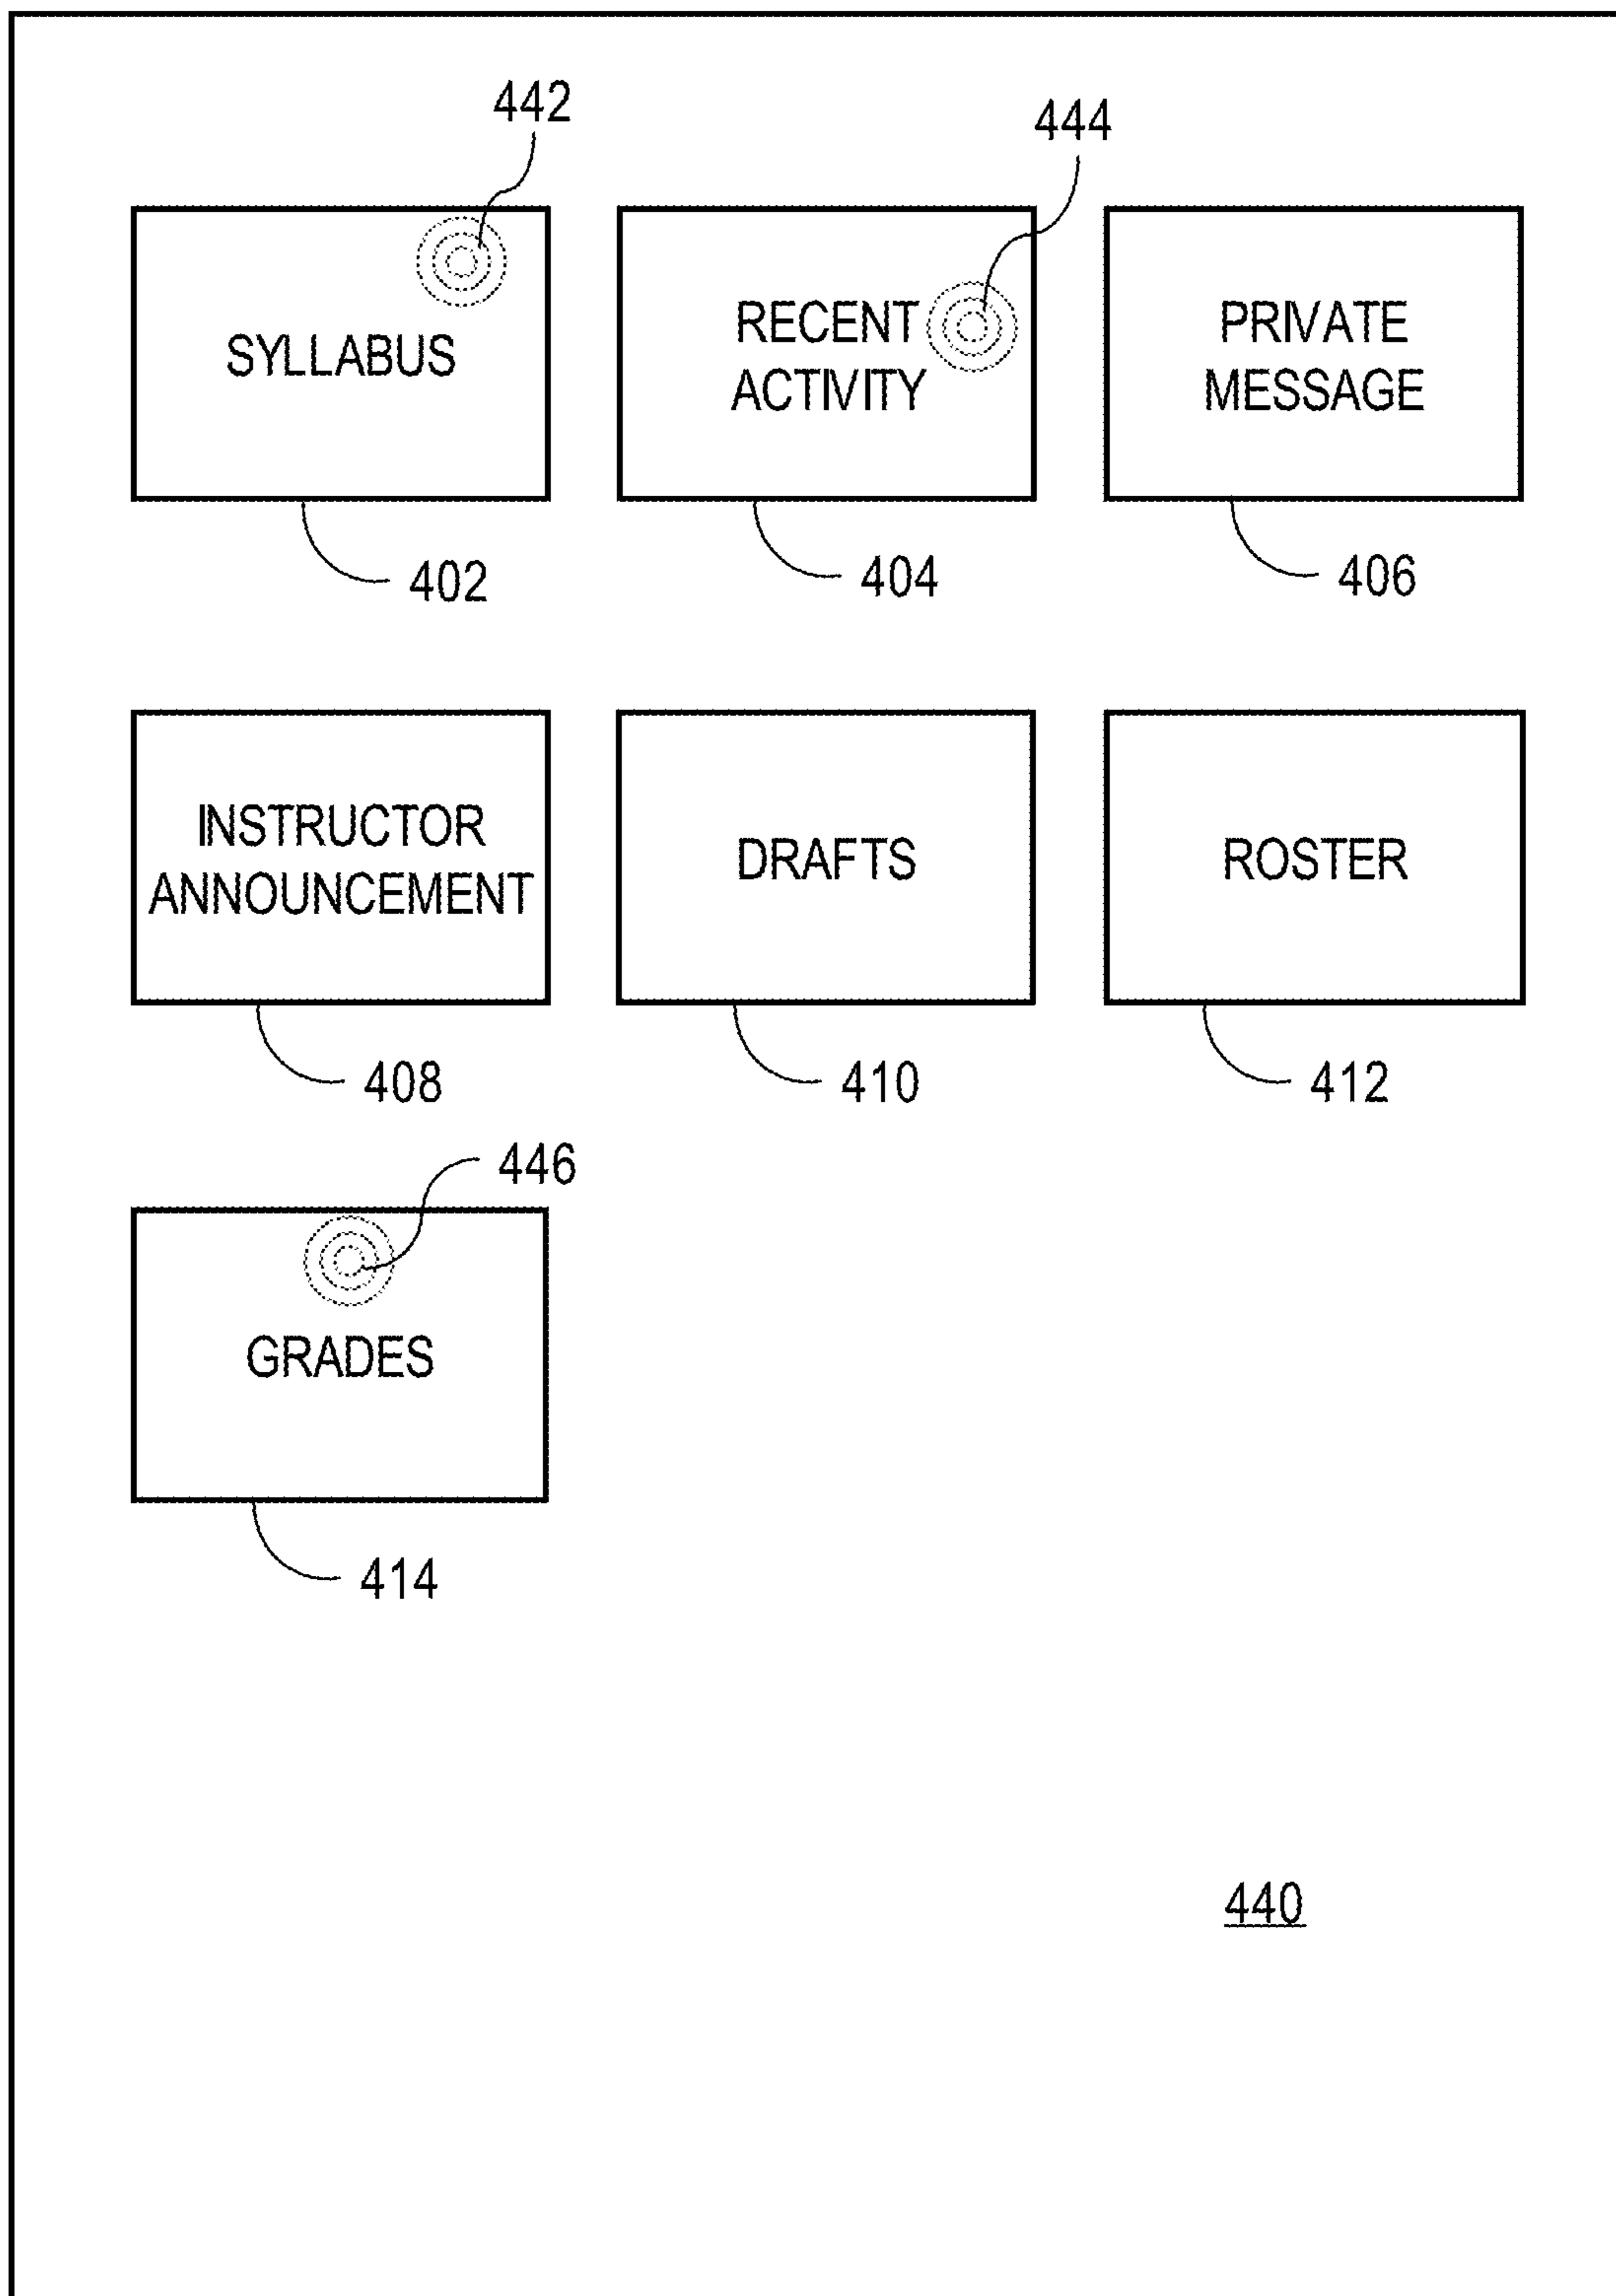 442
444
SYLLABUS
RECENT
ACTIVITY
PRIVATE
MESSAGE
402
404
406
INSTRUCTOR
ANNOUNCEMENT
DRAFTS
ROSTER
408
410
412
446
GRADES
414
440